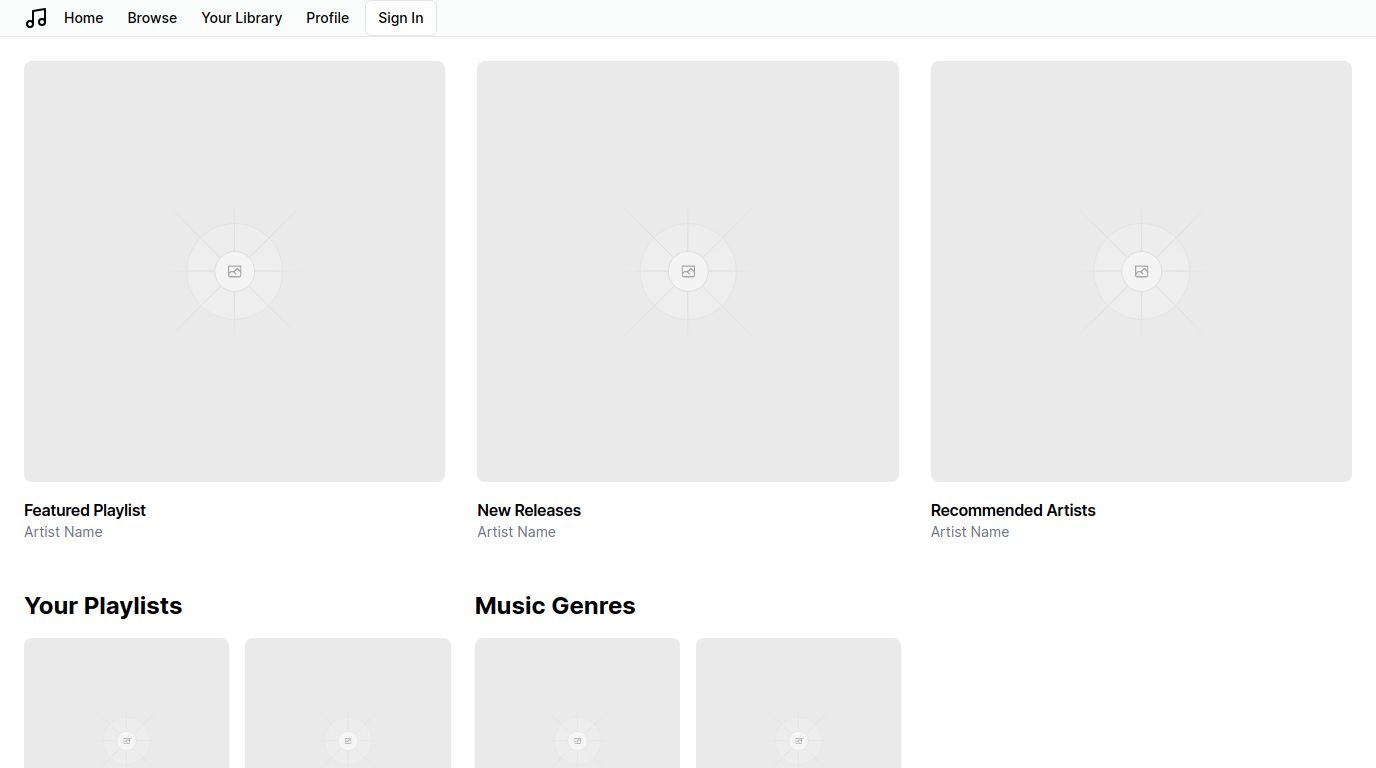 Home Browse Your Library Profile Sign In
Featured Playlist
Artist Name
New Releases
Artist Name
Recommended Artists
Artist Name
Your Playlists
Music Genres